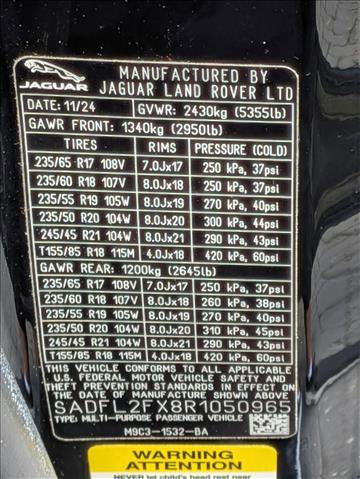 JAGUAR
MANUFACTURED BY
JAGUAR LAND ROVER LTD
DATE: 11/24 GVWR: 2430kg (5355lb)
GAWR FRONT: 1340kg (2950lb)
TIRES RIMS PRESSURE (COLD)
235/65 R17 108V 7.0Jx17 250 kPa, 37psi
235/60 R18 107V 8.0Jx18 250 kPa, 37psi
235/55 R19 105W 8.0Jx19 270 kPa, 40psi
235/50 R20 104W 8.0Jx20 300 kPa, 44psi
245/45 R21 104W 8.0Jx21 290 kPa, 43psi
T155/85 R18 115M 4.0Jx18 420 kPa, 60psi
GAWR REAR: 1200kg (2645lb)
235/65 R17 108V 7.0Jx17 250 kPa, 37psi
235/60 R18 107V 8.0Jx18 260 kPa, 38psi
235/55 R19 105W 8.0Jx19 270 kPa, 40psi
235/50 R20 104W 8.0Jx20 310 kPa, 45psi
245/45 R21 104W 8.0Jx21 290 kPa, 43psi
T155/85 R18 115M 4.0Jx18 420 kPa, 60psi
THIS VEHICLE CONFORMS TO ALL APPLICABLE
U.S. FEDERAL MOTOR VEHICLE SAFETY AND
THEFT PREVENTION STANDARDS IN EFFECT ON
THE DATE OF MANUFACTURE SHOWN ABOVE.
SADFL2FX8R1050965
TYPE: MULTI-PURPOSE PASSENGER VEHICLE
M9C3-1532-BA
WARNING
ATTENTION
NEVER let child's head rest near